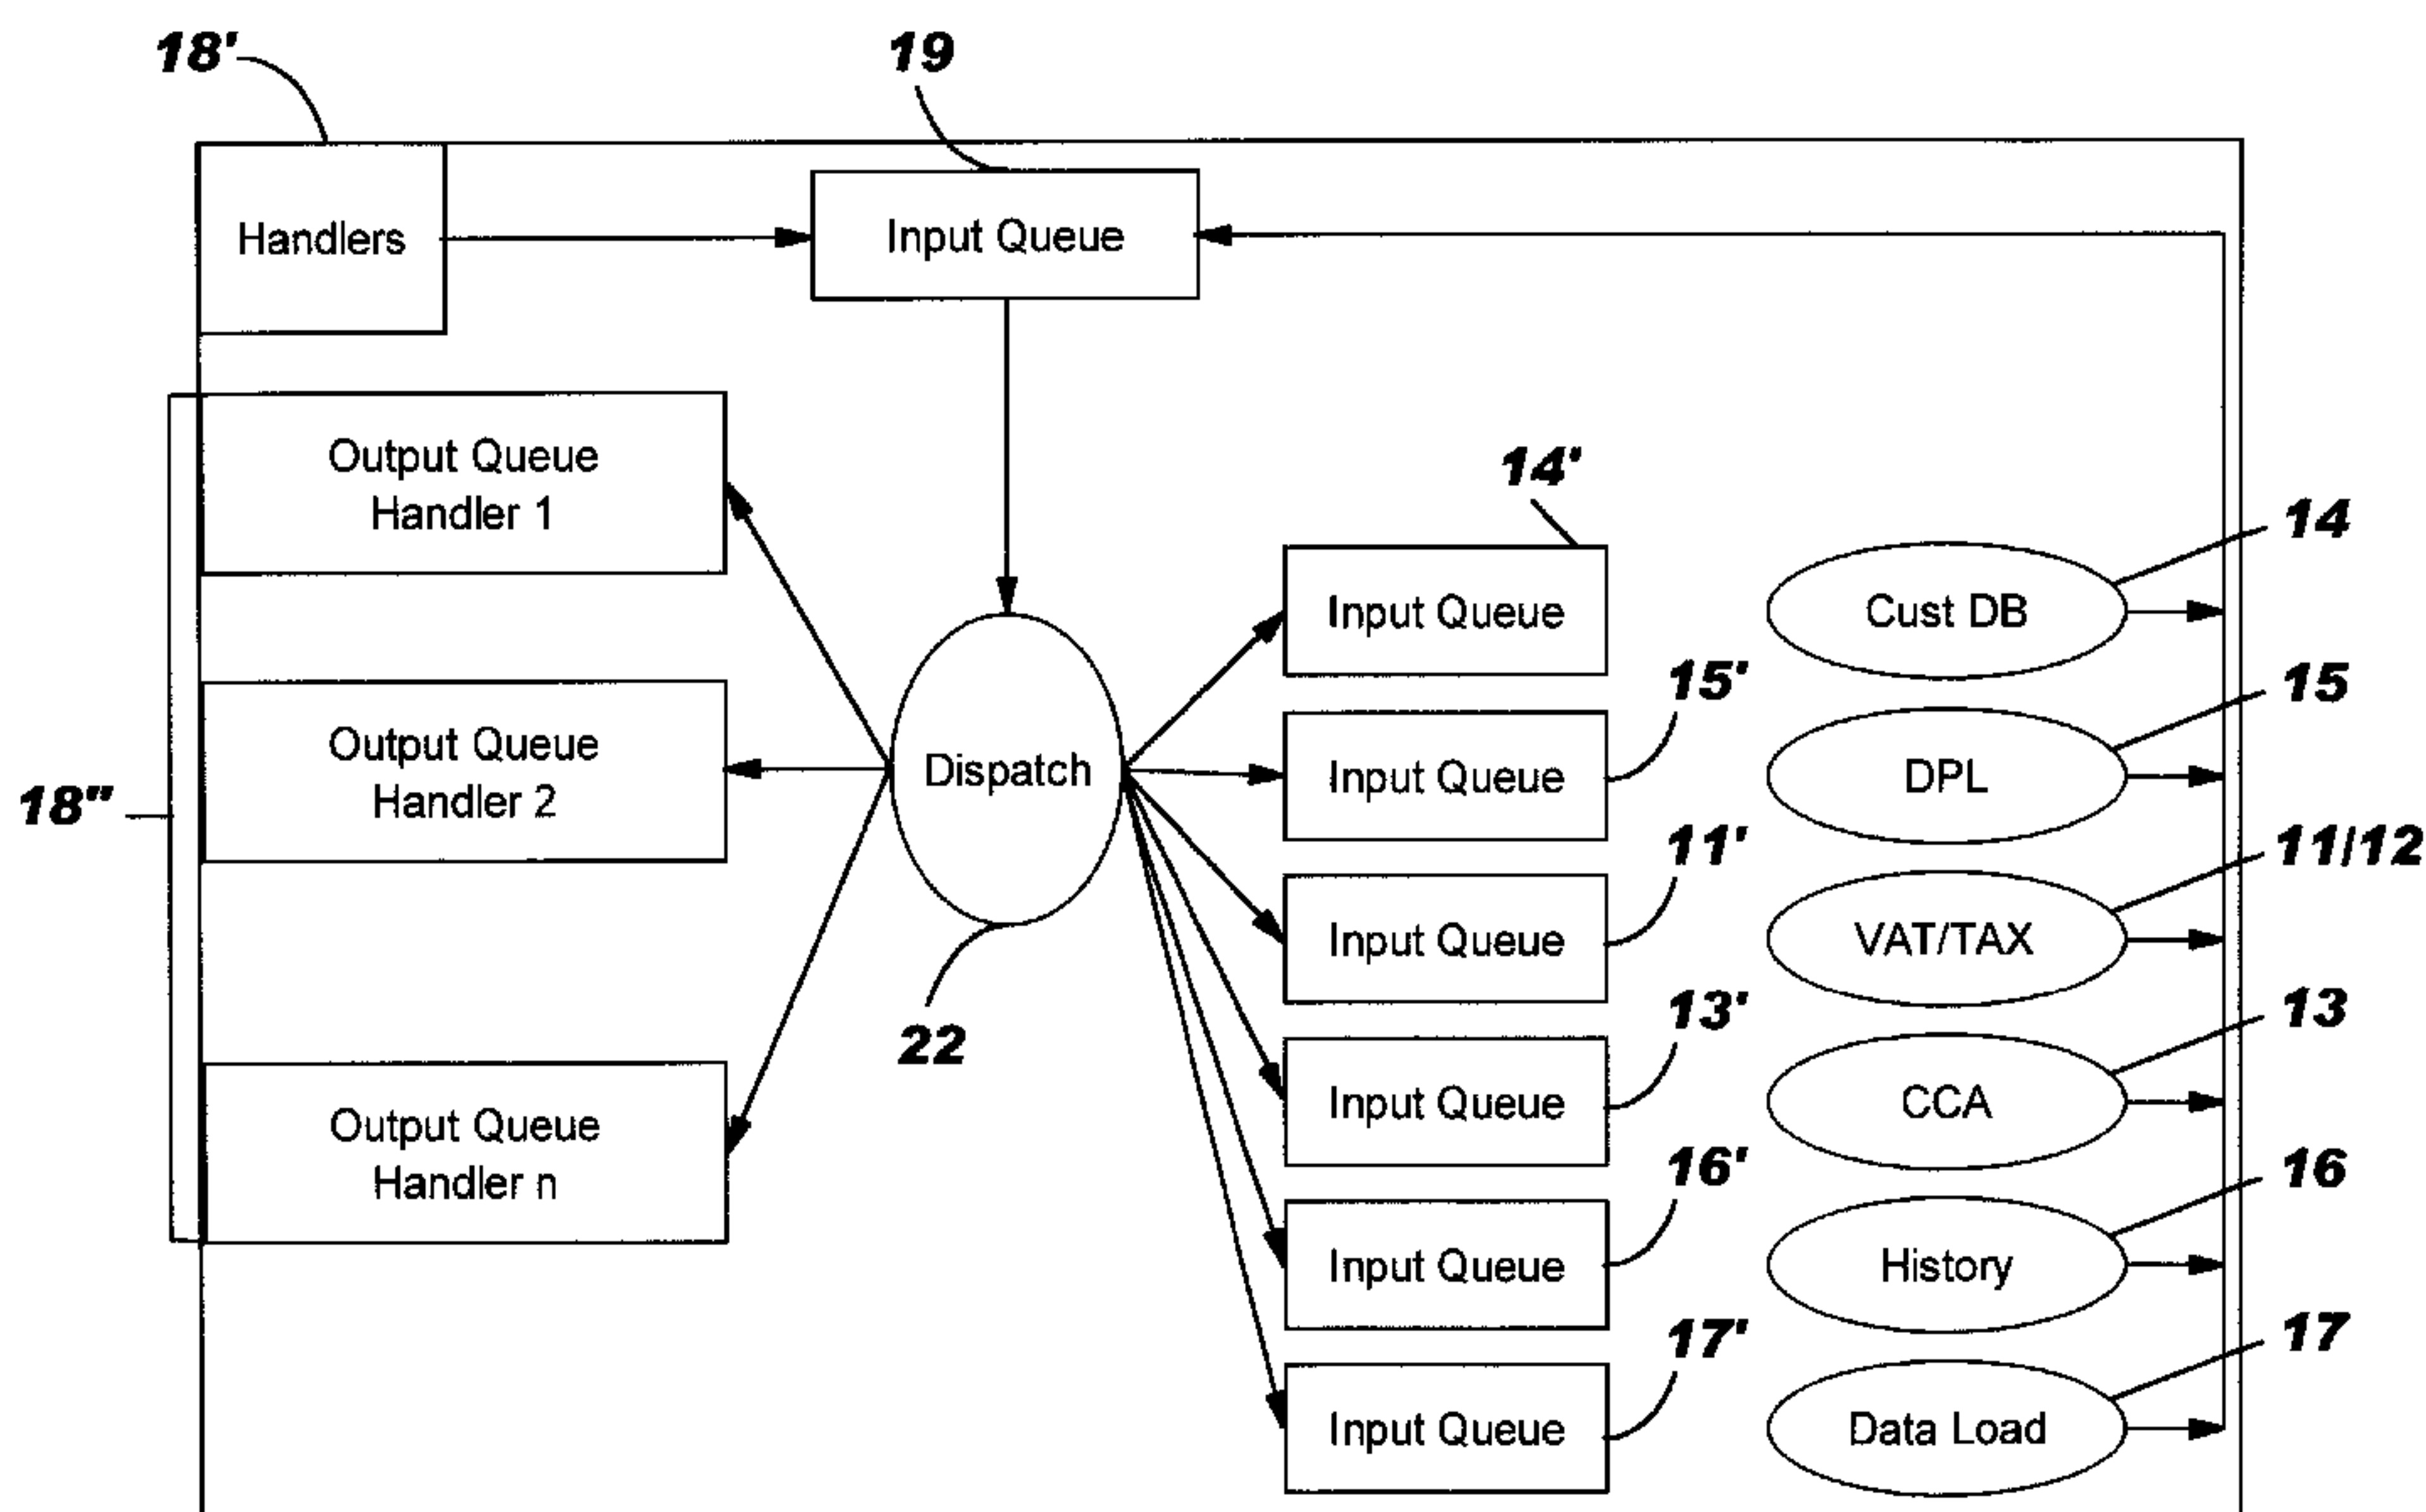 18'
19
Handlers
Input Queue
Output Queue
Handler 1
14'
14
Input Queue
Cust DB
15'
15
Output Queue
Handler 2
18"
Dispatch
Input Queue
DPL
11'
11/12
Input Queue
VAT/TAX
22
13'
13
Input Queue
CCA
Output Queue
Handler n
16'
16
Input Queue
History
17'
17
Input Queue
Data Load